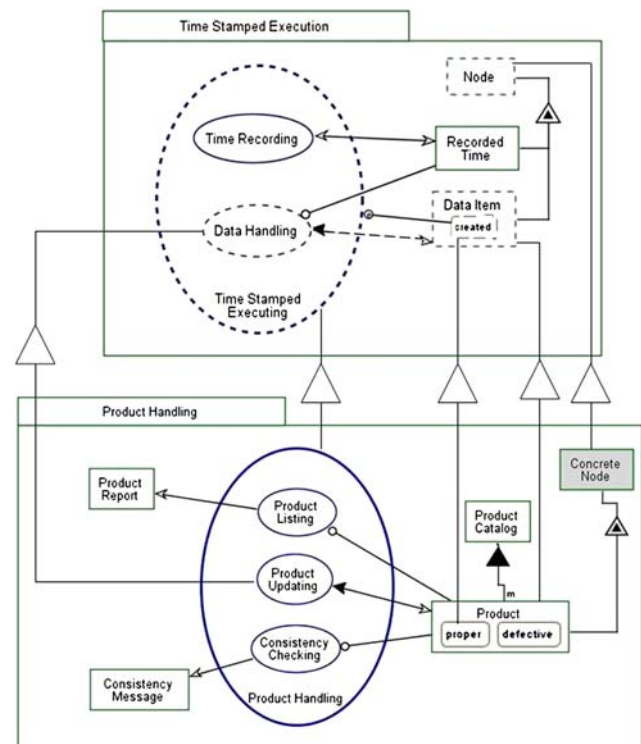 Time Stamped Execution
Node
Time Recording
Recorded
Time
Data Item
created
Data Handling
e
Time Stamped
Executing
Product Handling
Concrete
Node
Product
Report
Product
Listing
Product
Catalog
Product
Updating
m
Product
proper
defective
Consistency
Checking
Consistency
Message
Product Handling